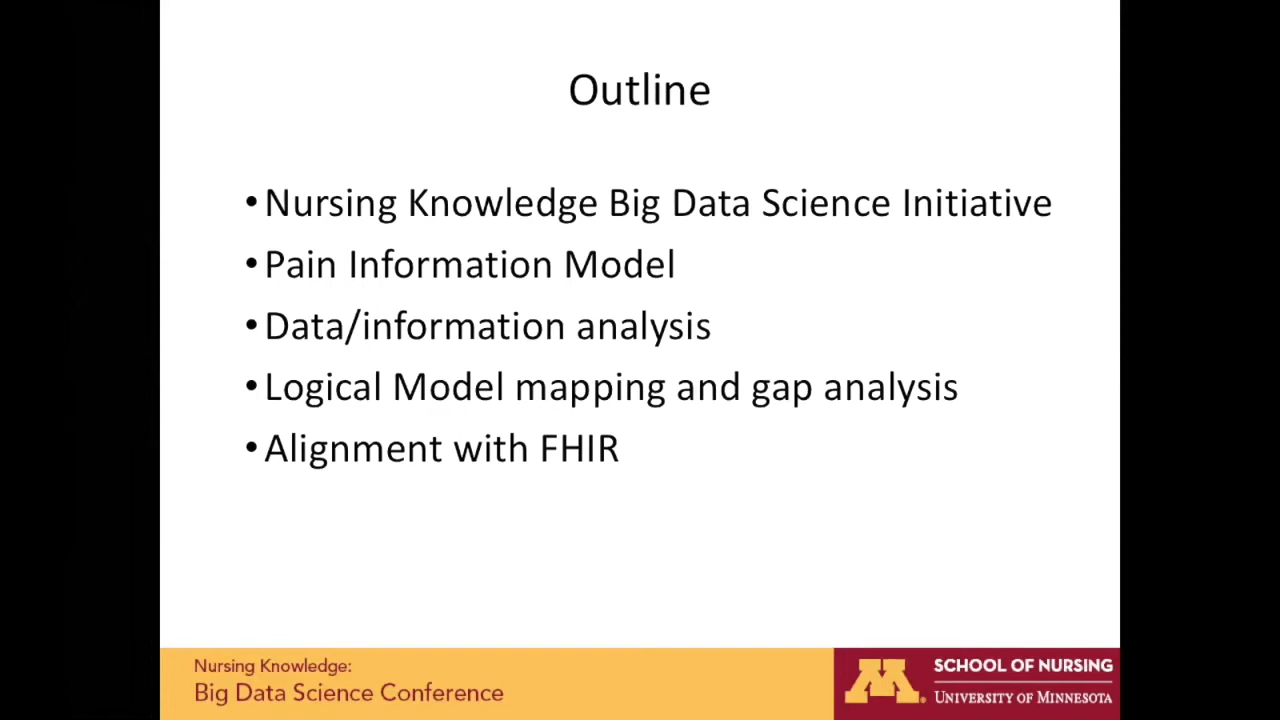 Outline
•Nursing Knowledge Big Data Science Initiative
•Pain Information Model
•Data/information analysis
•Logical Model mapping and gap analysis
•Alignment with FHIR
Nursing Knowledge:
Big Data Science Conference
M®
SCHOOL OF NURSING
UNIVERSITY OF MINNESOTA